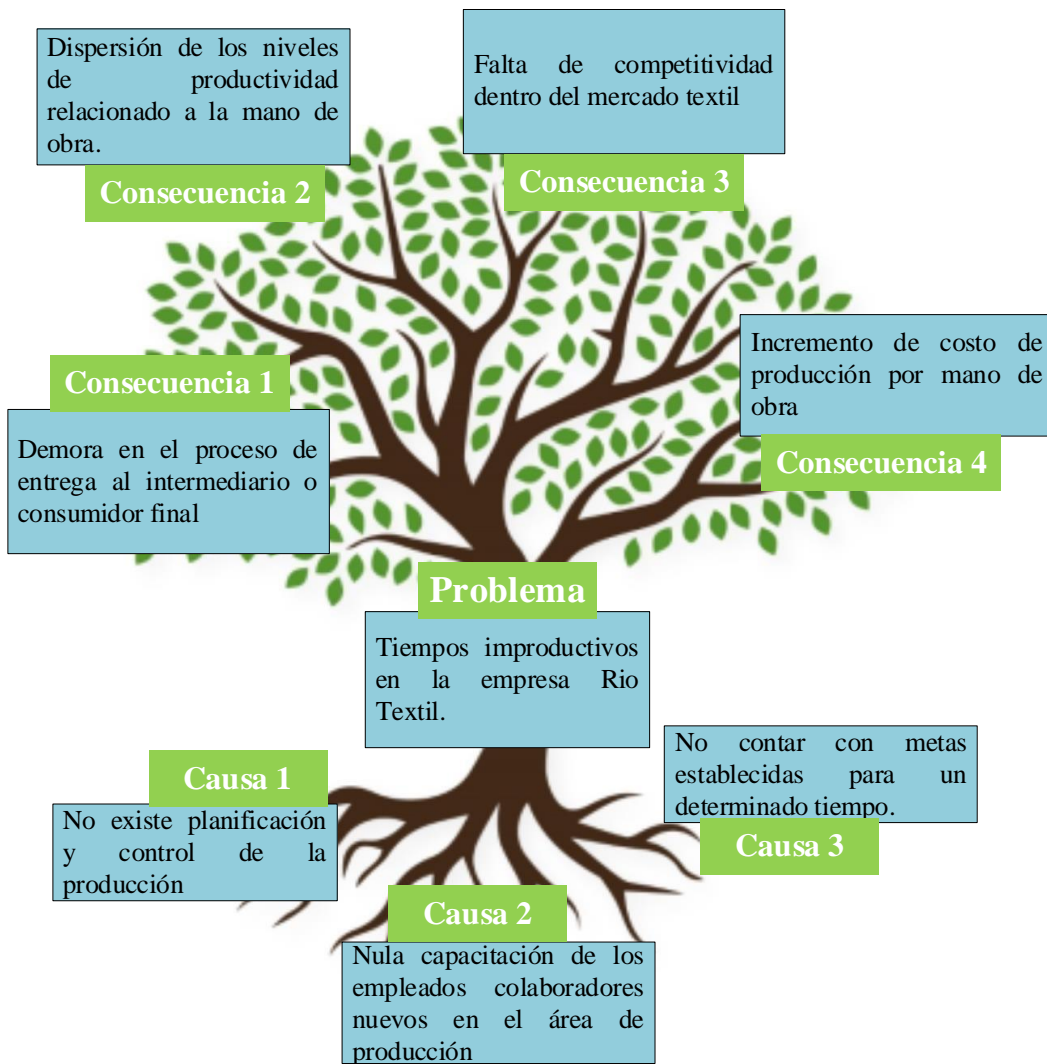 Dispersión de los niveles
de productividad
relacionado a la mano de
obra.
Consecuencia 2
Falta de competitividad
dentro del mercado textil
Consecuencia 3
Consecuencia 1
Demora en el proceso de
entrega al intermediario o
consumidor final
Incremento de costo de
producción por mano de
obra
Consecuencia 4
Problema
Tiempos improductivos
en la empresa Rio
Textil.
Causa 1
No existe planificación
y control de la
producción
No contar con metas
establecidas para un
determinado tiempo.
Causa 3
Causa 2
Nula capacitación de los
empleados colaboradores
nuevos en el área de
producción